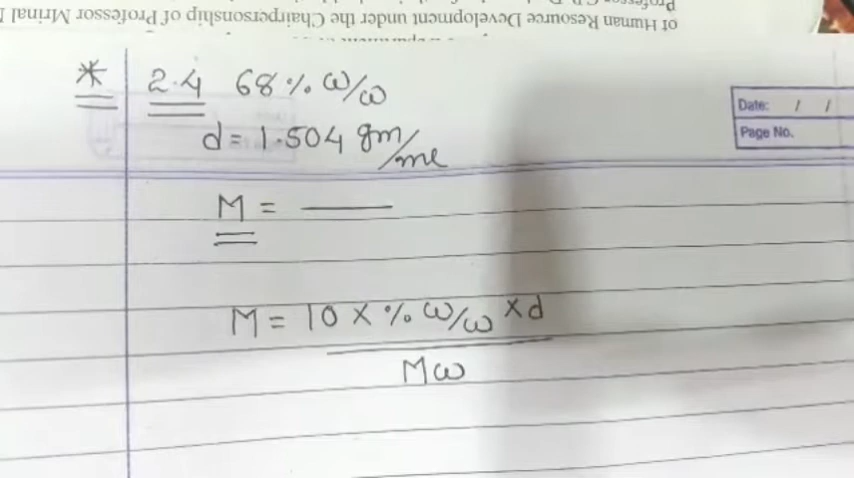 of Human Resource Development under the Chairpersonship of Professor Mrinal
* 2.4 68% w/w
d = 1.504 gm/ml
Date: / /
Page No.
M = ———
M = 10 × % w/w × d
Mw